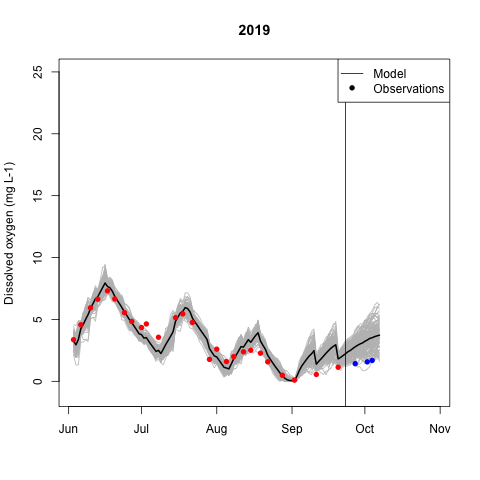 2019
Dissolved oxygen (mg L-1)
25
20
15
10
5
0
Model
Observations
Jun Jul Aug Sep Oct Nov